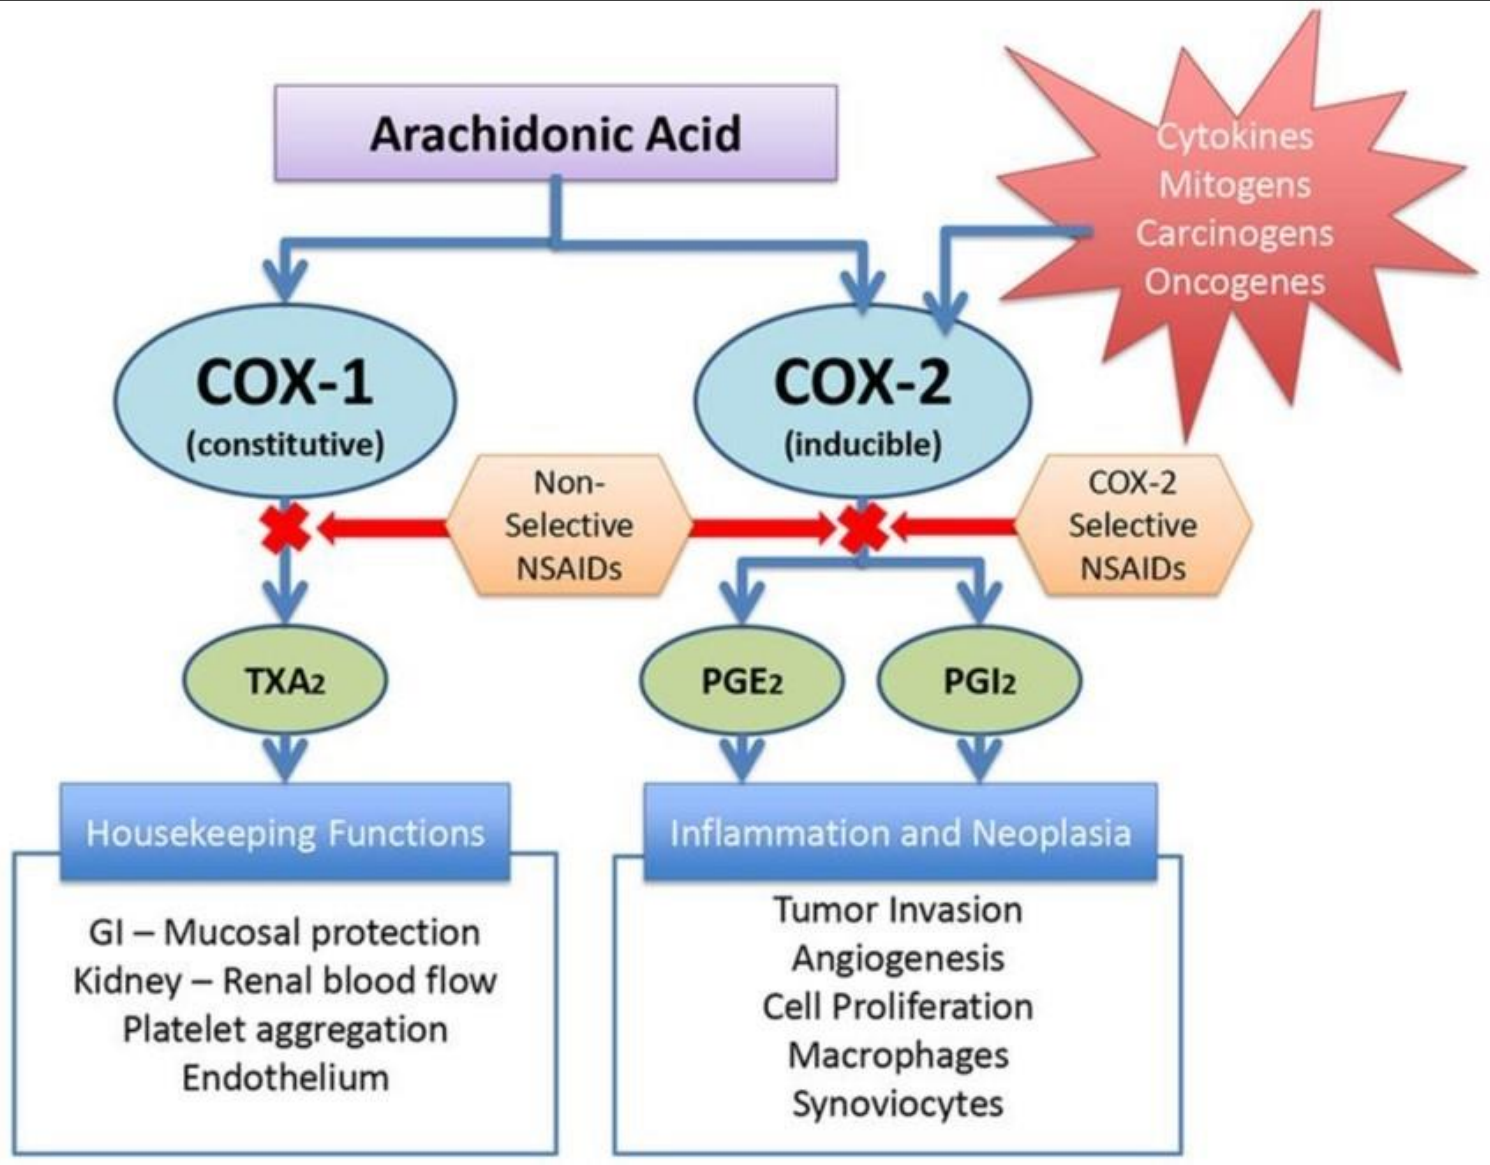 Arachidonic Acid
Cytokines
Mitogens
Carcinogens
Oncogenes
COX-1
(constitutive)
COX-2
(inducible)
Non-
Selective
NSAIDs
COX-2
Selective
NSAIDs
TXA2
PGE2
PGI2
Housekeeping Functions
GI – Mucosal protection
Kidney – Renal blood flow
Platelet aggregation
Endothelium
Inflammation and Neoplasia
Tumor Invasion
Angiogenesis
Cell Proliferation
Macrophages
Synoviocytes